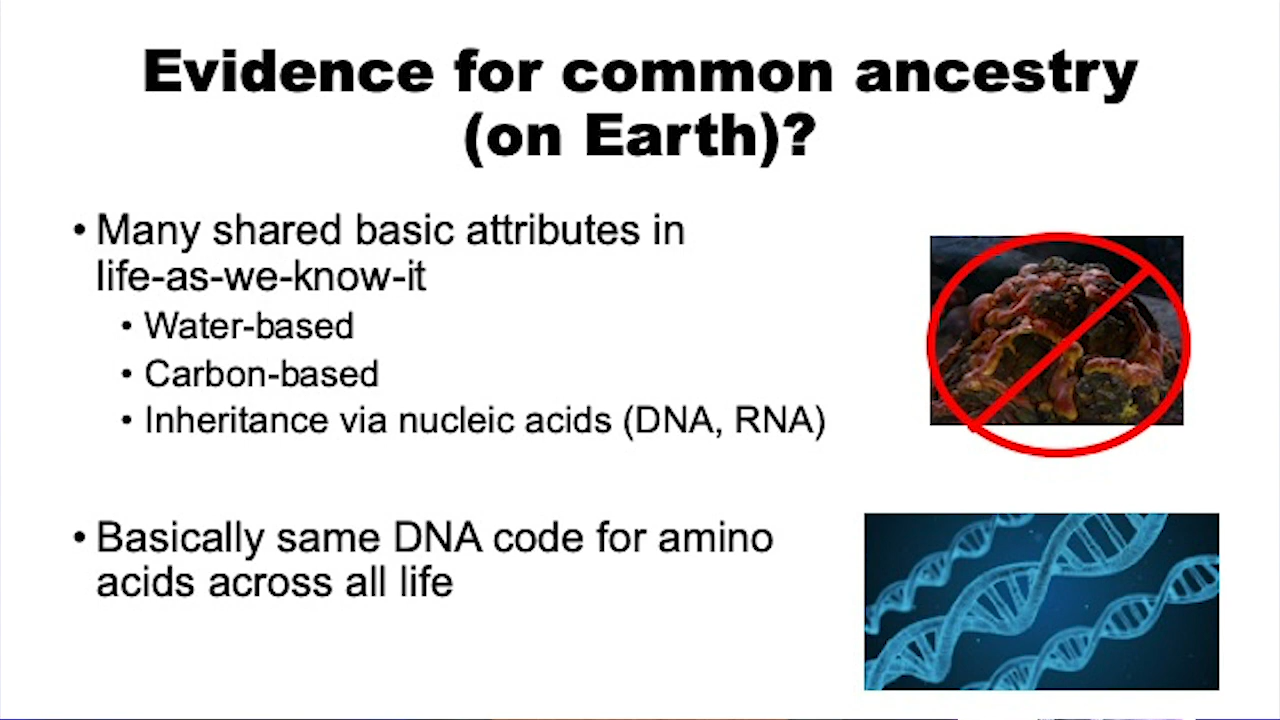 Evidence for common ancestry
(on Earth)?
• Many shared basic attributes in
life-as-we-know-it
• Water-based
• Carbon-based
• Inheritance via nucleic acids (DNA, RNA)
• Basically same DNA code for amino
acids across all life